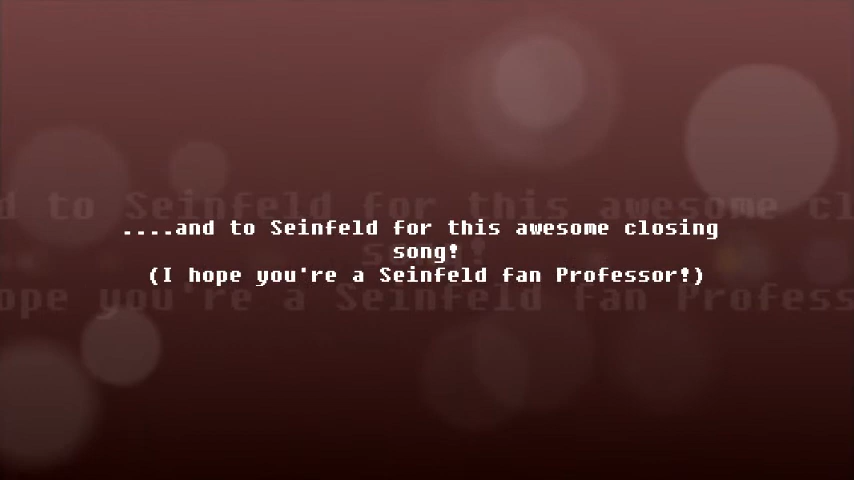 ....and to Seinfeld for this awesome closing
song!
(I hope you're a Seinfeld fan Professor!)